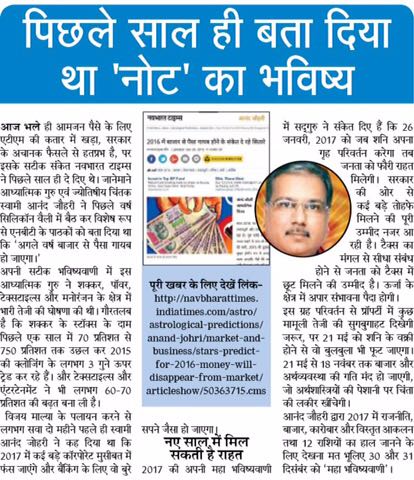 पिछले साल ही बता दिया
था 'नोट' का भविष्य
आज भले ही आमजन पैसे के लिए
एटीएम की कतार में खड़ा, सरकार
के अचानक फैसले से हतप्रभ है, पर
इसके सटीक संकेत नवभारत टाइम्स
ने पिछले साल ही दे दिए थे। जानेमाने
आध्यात्मिक गुरु एवं ज्योतिषीय चिंतक
स्वामी आनंद जौहरी ने पिछले वर्ष
सिलिकॉन वैली में बैठ कर विशेष रूप
से एनबीटी के पाठकों को बता दिया था
कि 'अगले वर्ष बाजार से पैसा गायब
हो जाएगा।'
अपनी सटीक भविष्यवाणी में इस
आध्यात्मिक गुरु ने शक्कर, पॉवर,
टेक्सटाइल्स और मनोरंजन के क्षेत्र में
भारी तेजी की घोषणा की थी। गौरतलब
है कि शक्कर के स्टॉक्स के दाम
पिछले एक साल में 70 प्रतिशत से
750 प्रतिशत तक उछल कर 2015
की क्लोजिंग के लगभग 3 गुने ऊपर
ट्रेड कर रहे हैं। और टेक्सटाइल्स और
एंटरटेनमेंट ने भी लगभग 60-70
प्रतिशत की बढ़त बना ली है।
विजय माल्या के पलायन करने से
लगभग सवा दो महीने पहले ही स्वामी
आनंद जौहरी ने कह दिया था कि
2017 में कई बड़े कॉरपोरेट मुसीबत में
फंस जाएंगे और बैंकिंग के लिए वो बुरे
नवभारत टाइम्स
आनंद जौहरी
2016 में बाजार से पैसा गायब होने के संकेत दे रहे सितारे
पूरी खबर के लिए देखें लिंक-
http://navbharattimes.
indiatimes.com/astro/
astrological-predictions/
anand-johri/market-and-
business/stars-predict-
for-2016-money-will-
disappear-from-market/
articleshow/50363715.cms
सपने जैसा हो जाएगा।
नए साल में मिल
सकती है राहत
2017 की अपनी महा भविष्यवाणी
में सदगुरु ने संकेत दिए हैं कि 26
जनवरी, 2017 को जब शनि अपना
गृह परिवर्तन करेगा तब
जनता को फौरी राहत
मिलेगी। सरकार
की ओर से
कई बड़े तोहफे
मिलने की पूरी
उम्मीद नजर आ
रही है। टैक्स का
मंगल से सीधा संबंध
होने से जनता को टैक्स में
छूट मिलने की उम्मीद है। ऊर्जा के
क्षेत्र में अपार संभावना पैदा होगी।
इस ग्रह परिवर्तन से प्रॉपर्टी में कुछ
मामूली तेजी की सुगबुगाहट दिखेगी
जरूर, पर 21 मई को शनि के वक्री
होने से वो बुलबुला भी फूट जाएगा।
21 मई से 18 नवंबर तक बाजार और
अर्थव्यवस्था की गति मंद हो जाएगी,
जो अर्थशास्त्रियों की पेशानी पर चिंता
की लकीर खींचेगी।
आनंद जौहरी द्वारा 2017 में राजनीति,
बाजार, कारोबार और विस्तृत आकलन
तथा 12 राशियों का हाल जानने के
लिए देखना मत भूलिए 30 और 31
दिसंबर को 'महा भविष्यवाणी।'